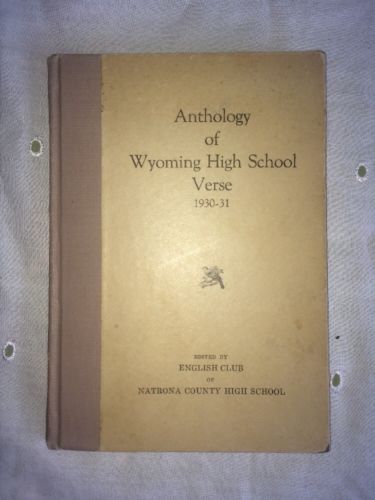 Anthology
of
Wyoming High School
Verse
1930-31
EDITED BY
ENGLISH CLUB
OF
NATRONA COUNTY HIGH SCHOOL